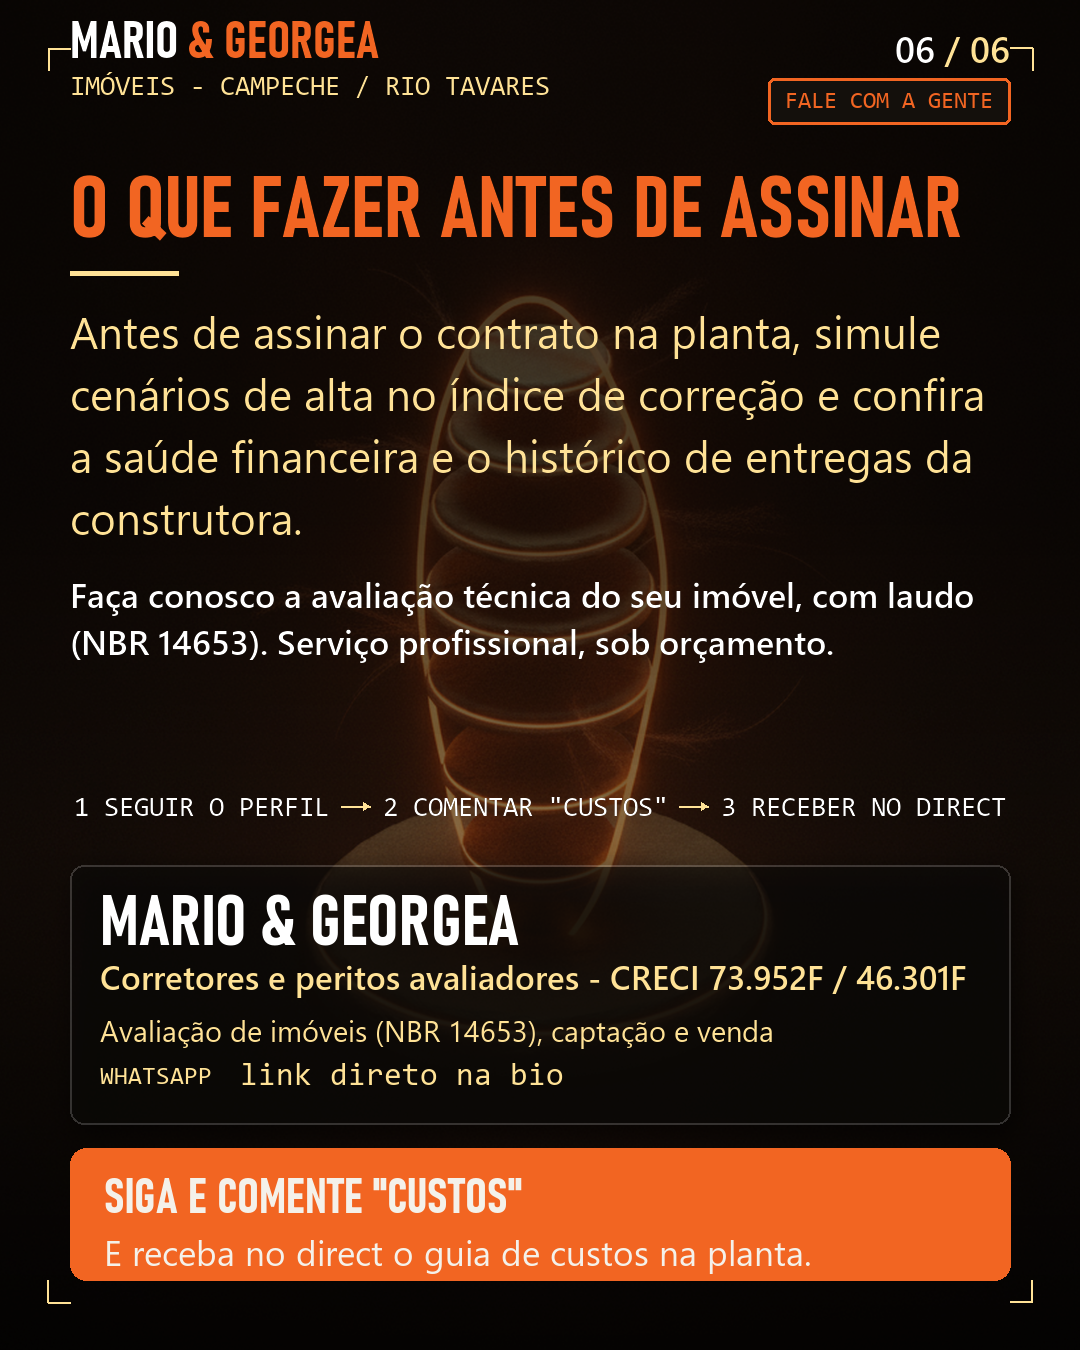 MARIO & GEORGEA
IMÓVEIS - CAMPECHE / RIO TAVARES
06 / 06
FALE COM A GENTE
O QUE FAZER ANTES DE ASSINAR
Antes de assinar o contrato na planta, simule
cenários de alta no índice de correção e confira
a saúde financeira e o histórico de entregas da
construtora.
Faça conosco a avaliação técnica do seu imóvel, com laudo
(NBR 14653). Serviço profissional, sob orçamento.
1 SEGUIR O PERFIL → 2 COMENTAR "CUSTOS" → 3 RECEBER NO DIRECT
MARIO & GEORGEA
Corretores e peritos avaliadores - CRECI 73.952F / 46.301F
Avaliação de imóveis (NBR 14653), captação e venda
WHATSAPP link direto na bio
SIGA E COMENTE "CUSTOS"
E receba no direct o guia de custos na planta.